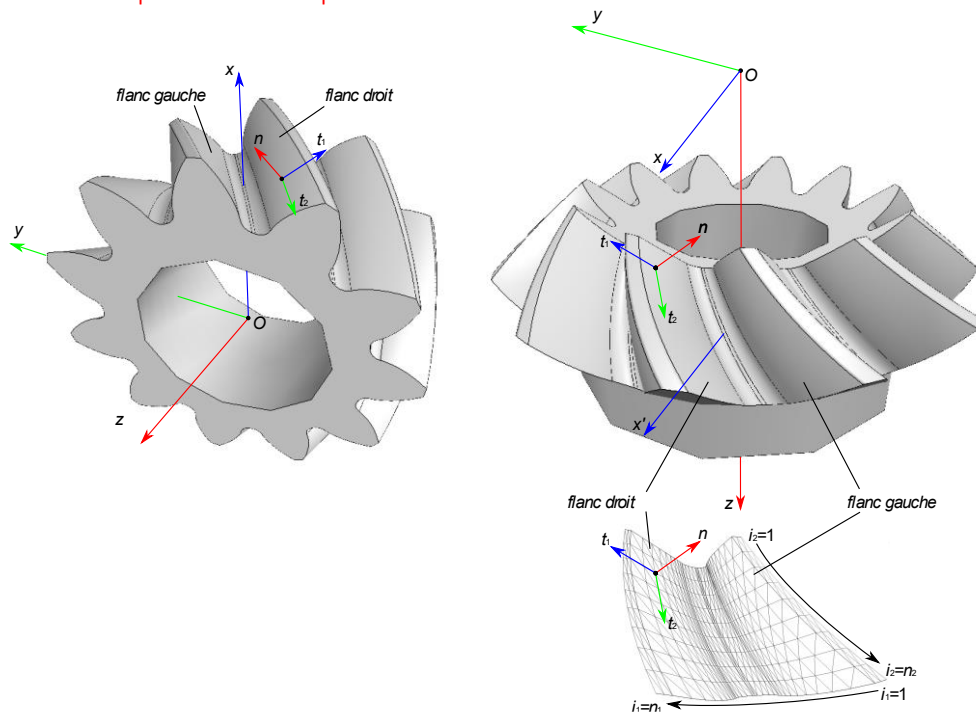 x
flanc gauche
flanc droit
n
t₁
t₂
y
O
z
y
O
x
t₁
n
t₂
x'
z
flanc droit
flanc gauche
t₁
n
i₂=1
t₂
i₂=n₂
i₁=1
i₁=n₁